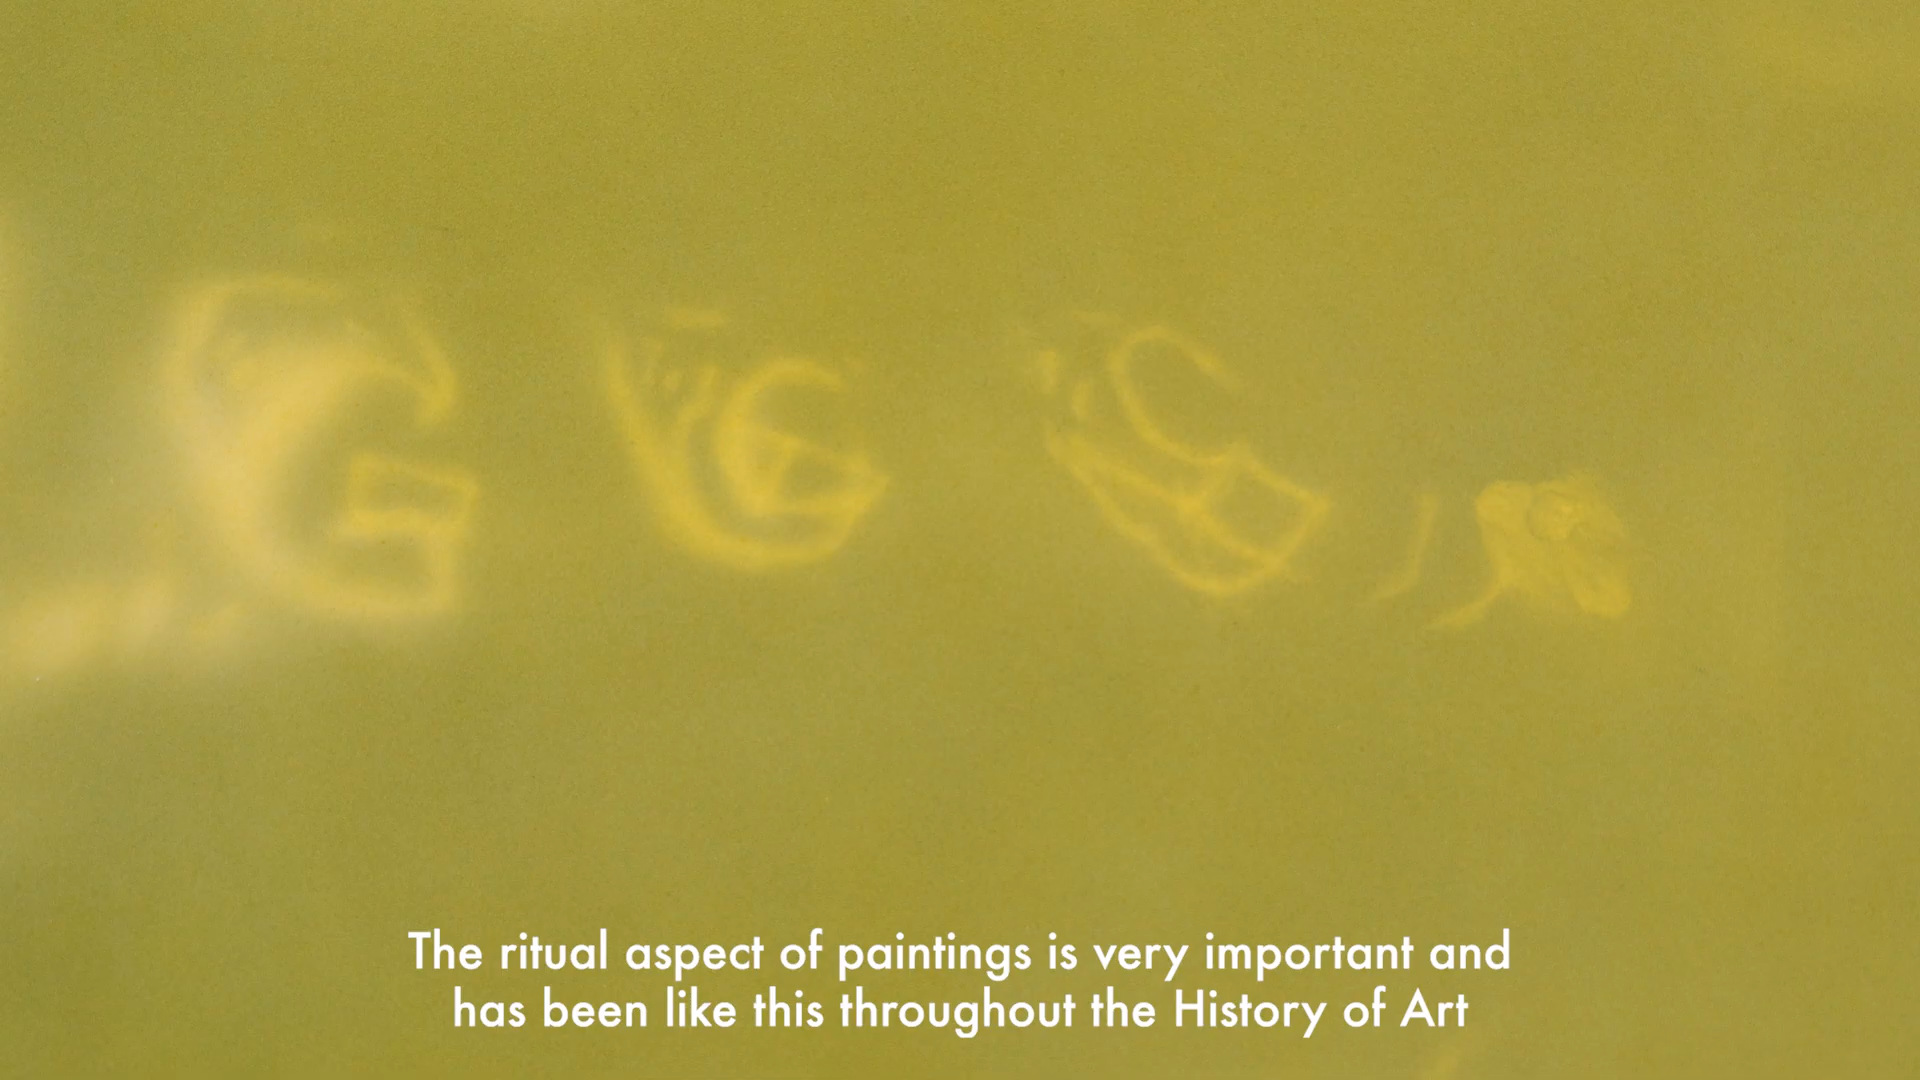 The ritual aspect of paintings is very important and
has been like this throughout the History of Art